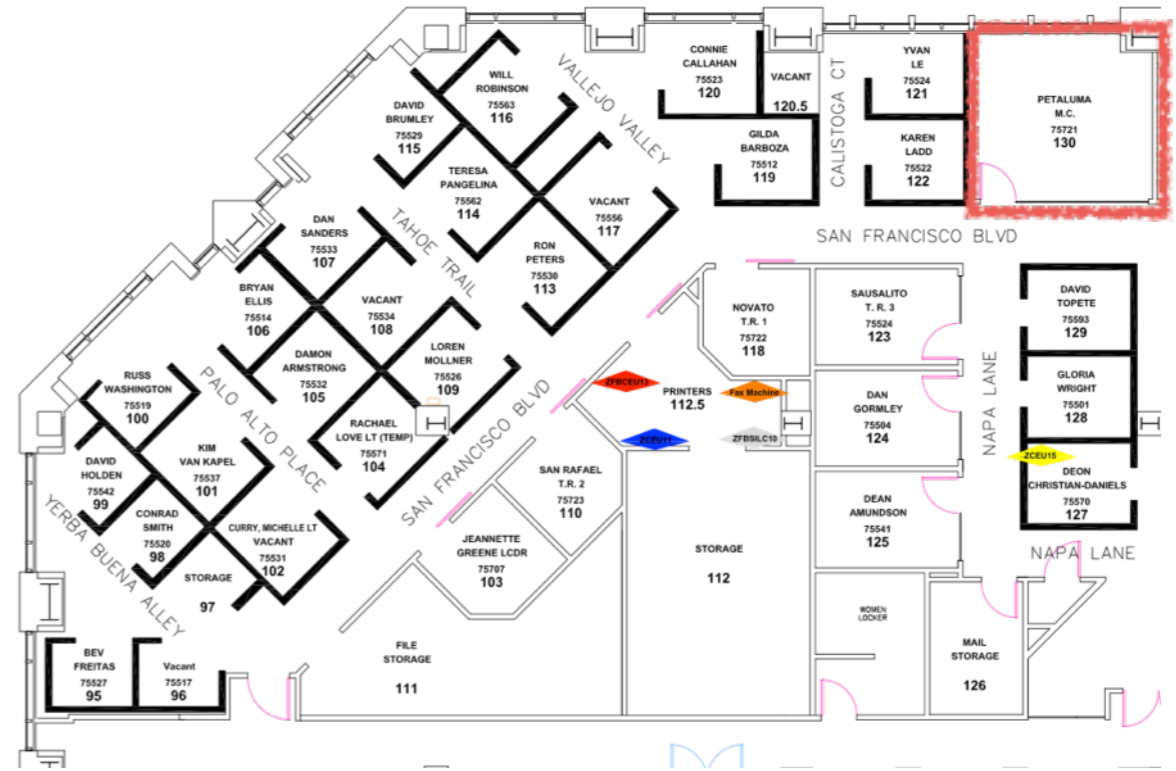 CONNIE
CALLAHAN
75523
120
VACANT
120.5
CALISTOGA CT
YVAN
LE
75524
121
PETALUMA
M.C.
75721
130
WILL
ROBINSON
75563
116
VALLEJO VALLEY
DAVID
BRUMLEY
75529
115
GILDA
BARBOZA
75512
119
KAREN
LADD
75522
122
TERESA
PANGELINA
75562
114
VACANT
75556
117
SAN FRANCISCO BLVD
DAN
SANDERS
75533
107
TAHOE TRAIL
RON
PETERS
75530
113
BRYAN
ELLIS
75514
106
VACANT
75534
108
NOVATO
T.R. 1
75722
118
SAUSALITO
T. R. 3
75524
123
DAVID
TOPETE
75593
129
DAMON
ARMSTRONG
75532
105
LOREN
MOLLNER
75526
109
RUSS
WASHINGTON
75519
100
PALO ALTO PLACE
ZFBCEU13
PRINTERS
112.5
Fax Machine
DAN
GORMLEY
75504
124
NAPA LANE
GLORIA
WRIGHT
75501
128
RACHAEL
LOVE LT (TEMP)
75571
104
SAN FRANCISCO BLVD
ZCEU11
ZFBSILC10
ZCEU15
KIM
VAN KAPEL
75537
101
DAVID
HOLDEN
75542
99
SAN RAFAEL
T.R. 2
75723
110
DEAN
AMUNDSON
75541
125
DEON
CHRISTIAN-DANIELS
75570
127
YERBA BUENA ALLEY
CONRAD
SMITH
75520
98
CURRY, MICHELLE LT
VACANT
75531
102
JEANNETTE
GREENE LCDR
75707
103
STORAGE
112
NAPA LANE
STORAGE
97
WOMEN
LOCKER
BEV
FREITAS
75527
95
Vacant
75517
96
FILE
STORAGE
111
MAIL
STORAGE
126